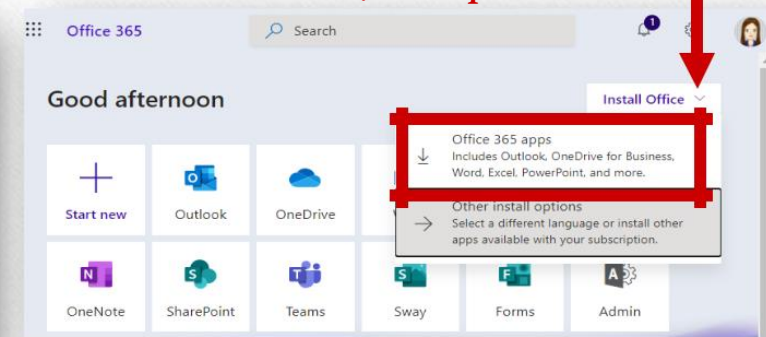 Office 365
Search
1
Good afternoon
Install Office
Office 365 apps
Includes Outlook, OneDrive for Business,
Word, Excel, PowerPoint, and more.
Other install options
Select a different language or install other
apps available with your subscription.
Start new
Outlook
OneDrive
OneNote
SharePoint
Teams
Sway
Forms
Admin